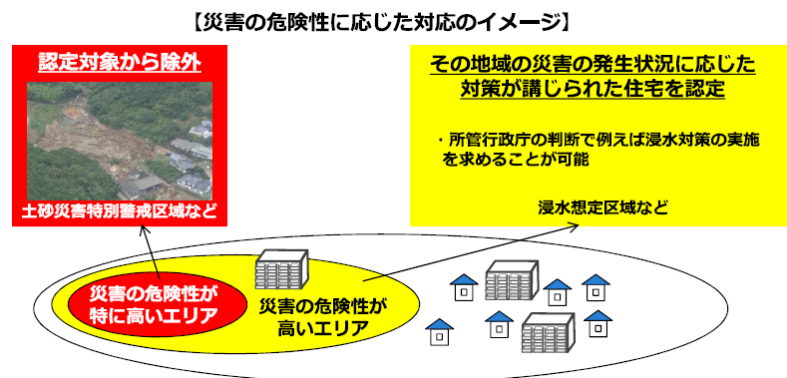 【災害の危険性に応じた対応のイメージ】
認定対象から除外
土砂災害特別警戒区域など
その地域の災害の発生状況に応じた
対策が講じられた住宅を認定
・所管行政庁の判断で例えば浸水対策の実施
を求めることが可能
浸水想定区域など
災害の危険性が
特に高いエリア
災害の危険性が
高いエリア